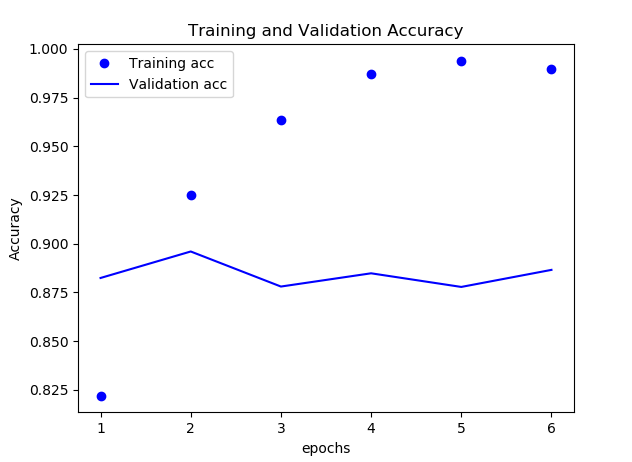 Training and Validation Accuracy
Training acc
Validation acc
1.000
0.975
0.950
0.925
0.900
0.875
0.850
0.825
Accuracy
1 2 3 4 5 6
epochs